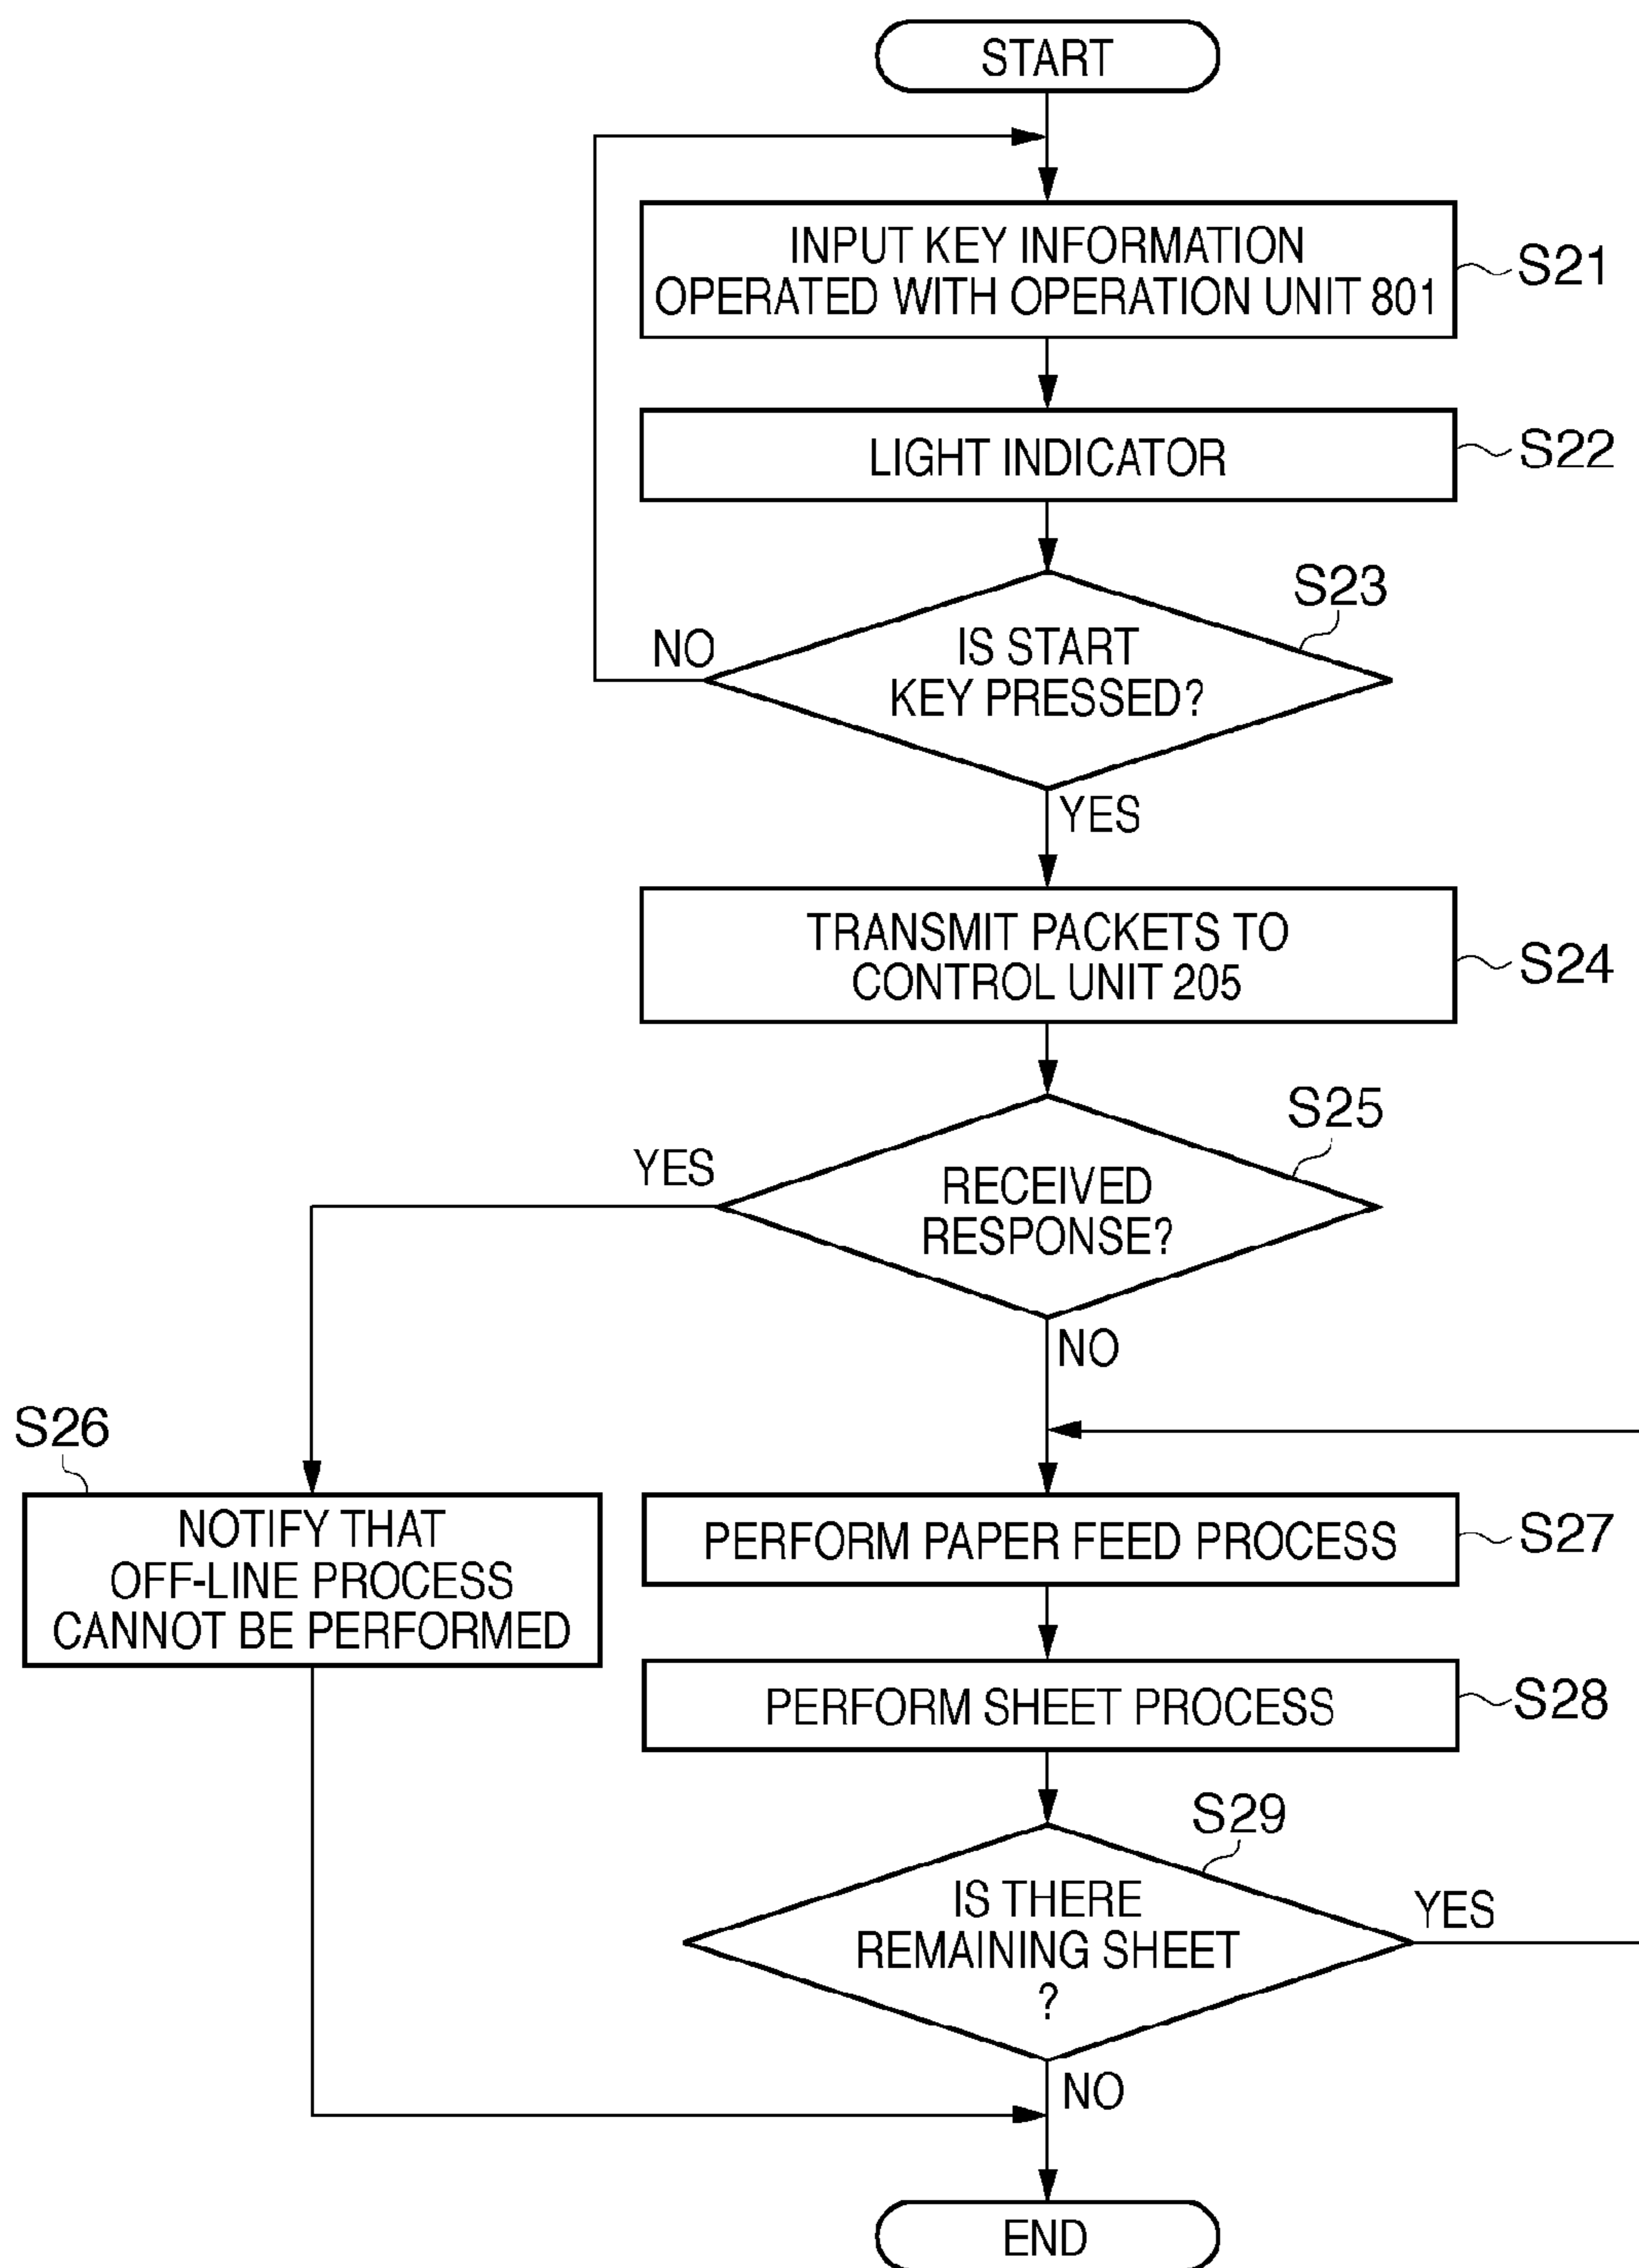 START
INPUT KEY INFORMATION
OPERATED WITH OPERATION UNIT 801
S21
LIGHT INDICATOR
S22
S23
NO
IS START
KEY PRESSED?
YES
TRANSMIT PACKETS TO
CONTROL UNIT 205
S24
S25
YES
RECEIVED
RESPONSE?
NO
S26
NOTIFY THAT
OFF-LINE PROCESS
CANNOT BE PERFORMED
PERFORM PAPER FEED PROCESS
S27
PERFORM SHEET PROCESS
S28
S29
IS THERE
REMAINING SHEET
?
YES
NO
END